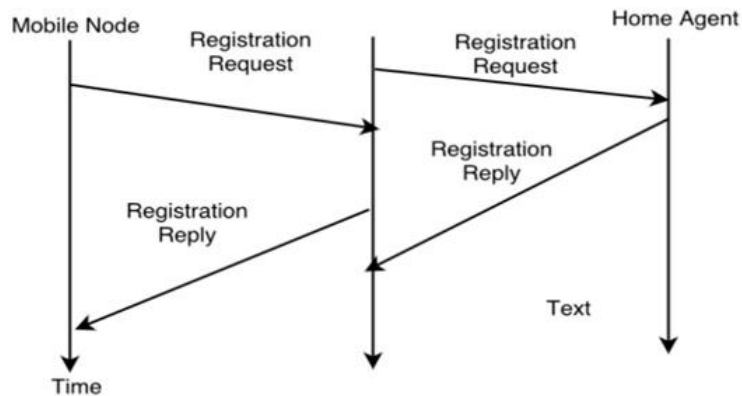 Mobile Node
Home Agent
Registration
Request
Registration
Request
Registration
Reply
Registration
Reply
Text
Time